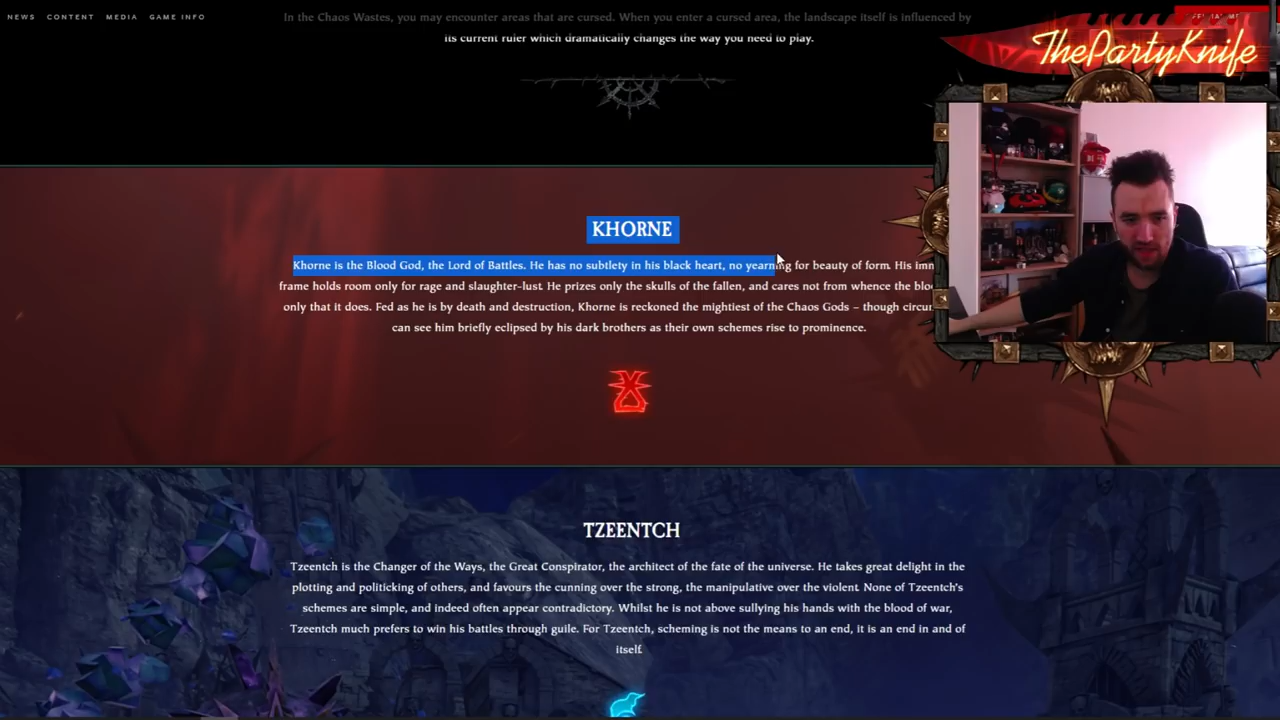 NEWS CONTENT MEDIA GAME INFO
In the Chaos Wastes, you may encounter areas that are cursed. When you enter a cursed area, the landscape itself is influenced by
its current ruler which dramatically changes the way you need to play.
ThePartyKnife
KHORNE
Khorne is the Blood God, the Lord of Battles. He has no subtlety in his black heart, no yearning for beauty of form. His
frame holds room only for rage and slaughter-lust. He prizes only the skulls of the fallen, and cares not from whence the
only that it does. Fed as he is by death and destruction, Khorne is reckoned the mightiest of the Chaos Gods – though
can see him briefly eclipsed by his dark brothers as their own schemes rise to prominence.
TZEENTCH
Tzeentch is the Changer of the Ways, the Great Conspirator, the architect of the fate of the universe. He takes great delight in the
plotting and politicking of others, and favours the cunning over the strong, the manipulative over the violent. None of Tzeentch's
schemes are simple, and indeed often appear contradictory. Whilst he is not above sullying his hands with the blood of war,
Tzeentch much prefers to win his battles through guile. For Tzeentch, scheming is not the means to an end, it is an end in and of
itself.